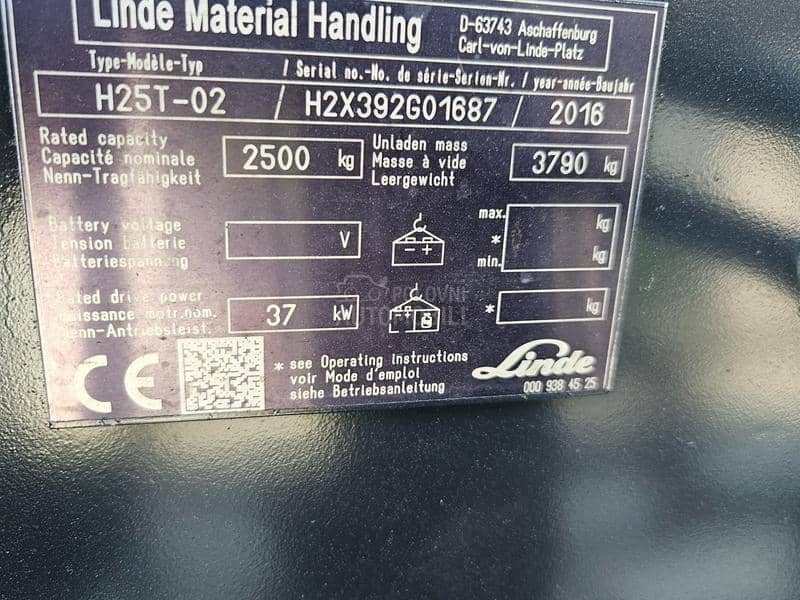 Linde Material Handling
D-63743 Aschaffenburg
Carl-von-Linde-Platz
Type-Modèle-Typ / Serial no.-No. de série-Serien-Nr. / year-année-Baujahr
H25T-02 / H2X392G01687 / 2016
Rated capacity
Capacité nominale
Nenn-Tragfähigkeit
2500 kg
Unladen mass
Masse à vide
Leergewicht
3790 kg
Battery voltage
Tension Batterie
Batteriespannung
V
max. kg
*
min. kg
Rated drive power
Puissance motr.nom.
Nenn-Antriebsleist.
37 kW
* kg
POLOVNI
AUTOMOBILI
CE
* see Operating Instructions
voir Mode d'emploi
siehe Betriebsanleitung
Linde
000 938 45 25